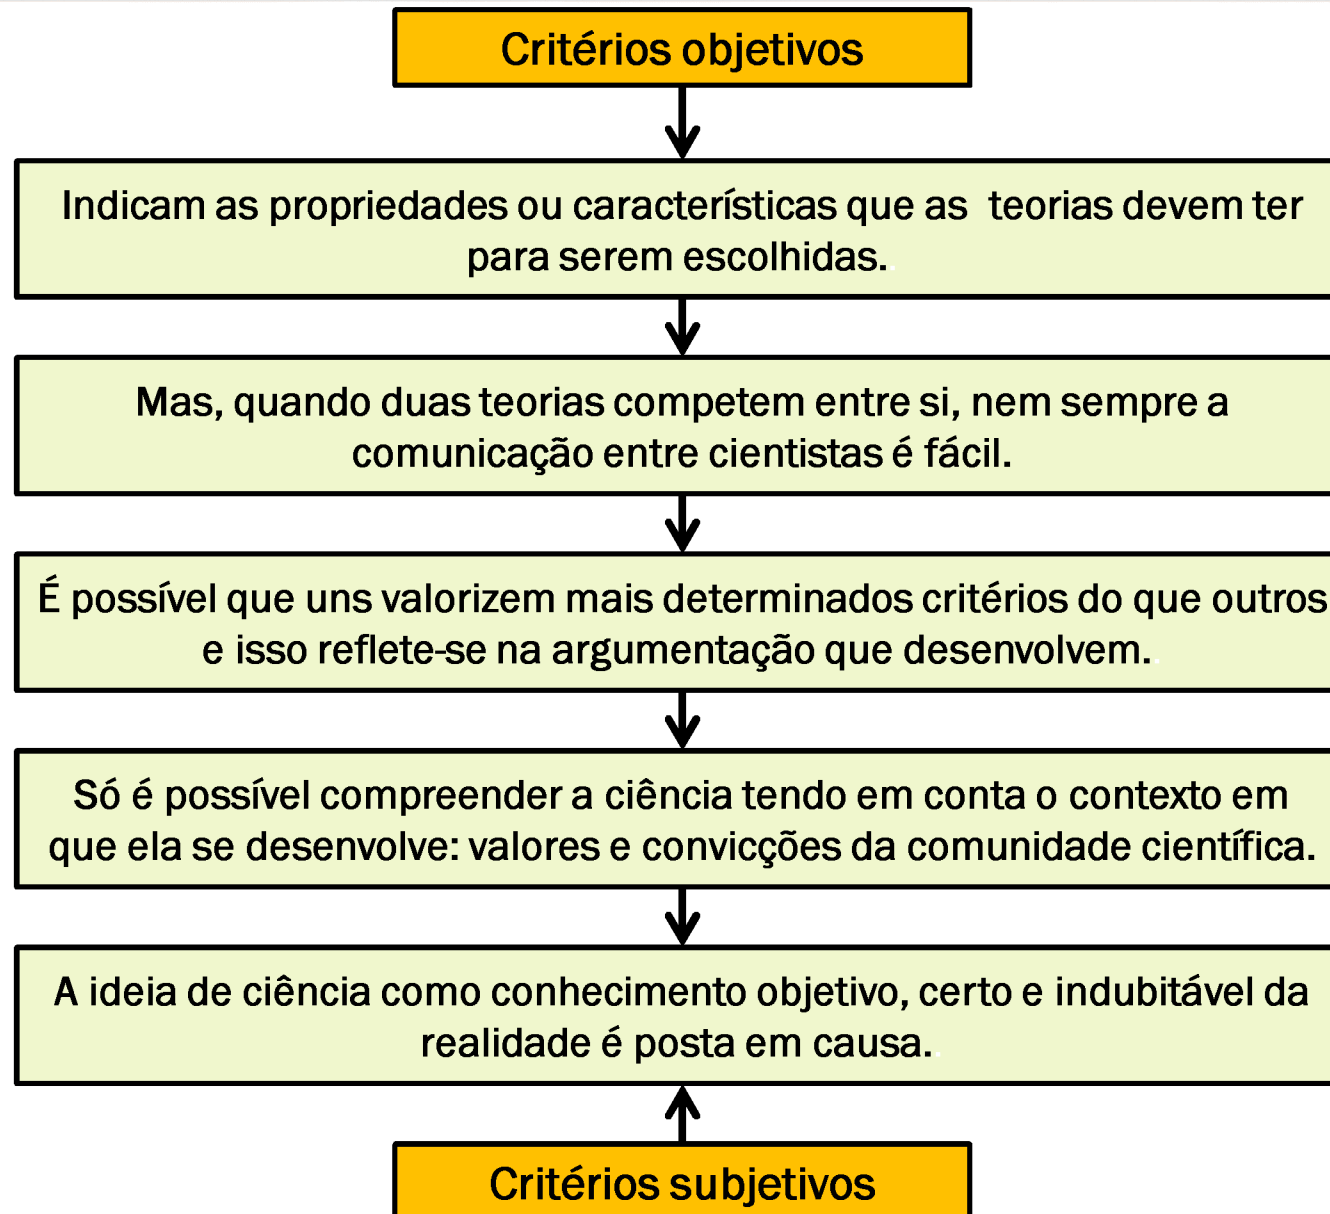 Critérios objetivos
Indicam as propriedades ou características que as teorias devem ter
para serem escolhidas.
Mas, quando duas teorias competem entre si, nem sempre a
comunicação entre cientistas é fácil.
É possível que uns valorizem mais determinados critérios do que outros
e isso reflete-se na argumentação que desenvolvem.
Só é possível compreender a ciência tendo em conta o contexto em
que ela se desenvolve: valores e convicções da comunidade científica.
A ideia de ciência como conhecimento objetivo, certo e indubitável da
realidade é posta em causa.
Critérios subjetivos